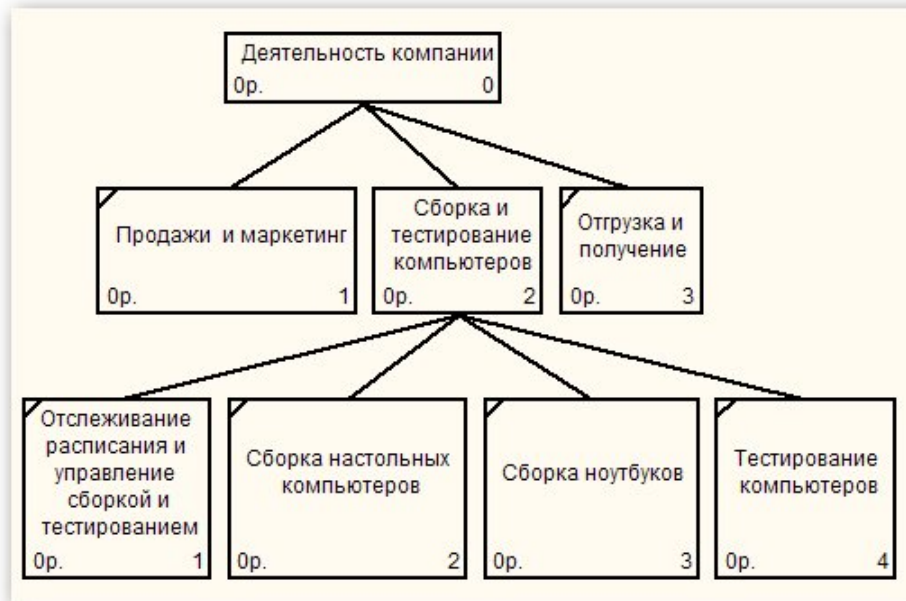 Деятельность компании
0р. 0
Продажи и маркетинг
0р. 1
Сборка и
тестирование
компьютеров
0р. 2
Отгрузка и
получение
0р. 3
Отслеживание
расписания и
управление
сборкой и
тестированием
0р. 1
Сборка настольных
компьютеров
0р. 2
Сборка ноутбуков
0р. 3
Тестирование
компьютеров
0р. 4